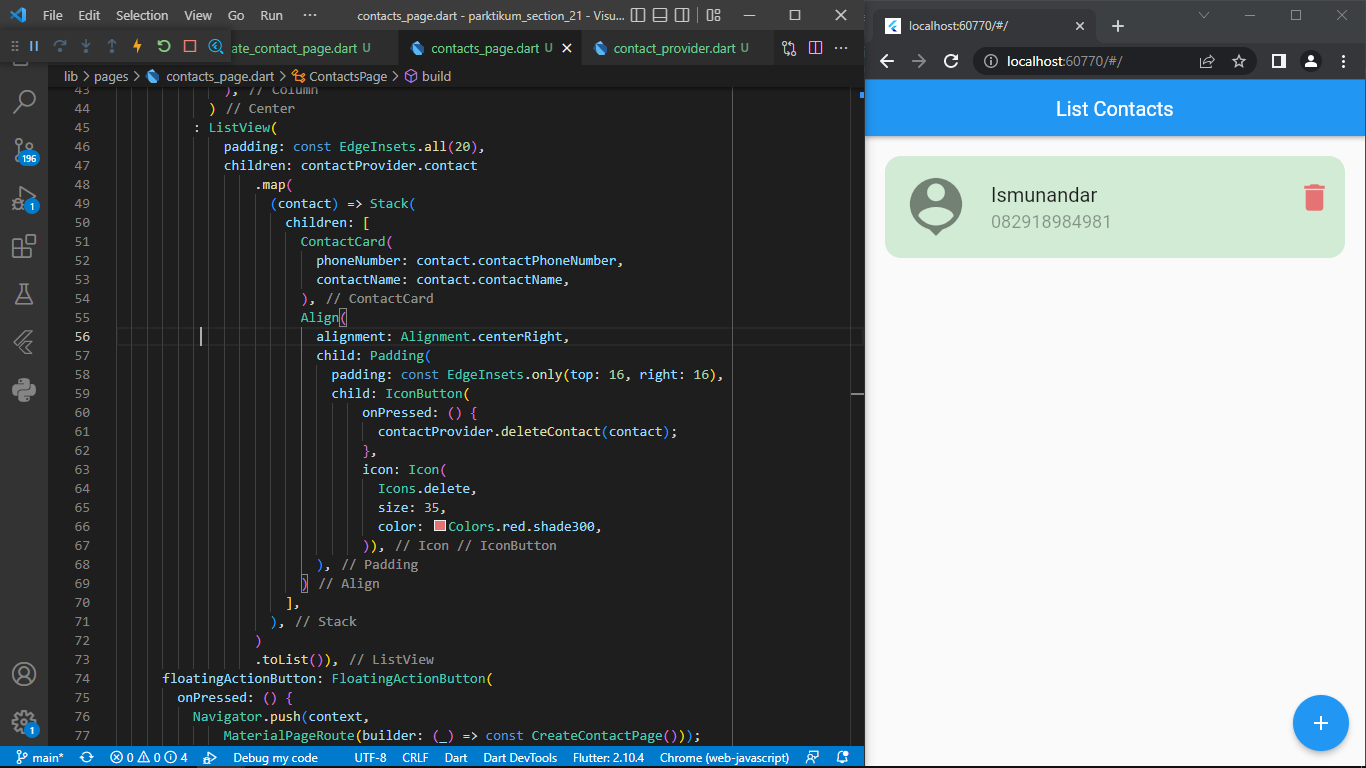 File Edit Selection View Go Run ··· contacts_page.dart - parktikum_section_21 - Visu...
ate_contact_page.dart U contacts_page.dart U contact_provider.dart U
lib > pages > contacts_page.dart > ContactsPage > build
43 ), // Column
44 ) // Center
45 : ListView(
46 padding: const EdgeInsets.all(20),
47 children: contactProvider.contact
48 .map(
49 (contact) => Stack(
50 children: [
51 ContactCard(
52 phoneNumber: contact.contactPhoneNumber,
53 contactName: contact.contactName,
54 ), // ContactCard
55 Align(
56 alignment: Alignment.centerRight,
57 child: Padding(
58 padding: const EdgeInsets.only(top: 16, right: 16),
59 child: IconButton(
60 onPressed: () {
61 contactProvider.deleteContact(contact);
62 },
63 icon: Icon(
64 Icons.delete,
65 size: 35,
66 color: Colors.red.shade300,
67 )), // Icon // IconButton
68 ), // Padding
69 ) // Align
70 ],
71 ), // Stack
72 )
73 .toList()), // ListView
74 floatingActionButton: FloatingActionButton(
75 onPressed: () {
76 Navigator.push(context,
77 MaterialPageRoute(builder: (_) => const CreateContactPage()));
196
1
1
main* 0 0 4 Debug my code UTF-8 CRLF Dart Dart DevTools Flutter: 2.10.4 Chrome (web-javascript)
localhost:60770/#/
localhost:60770/#/
List Contacts
Ismunandar
082918984981
+